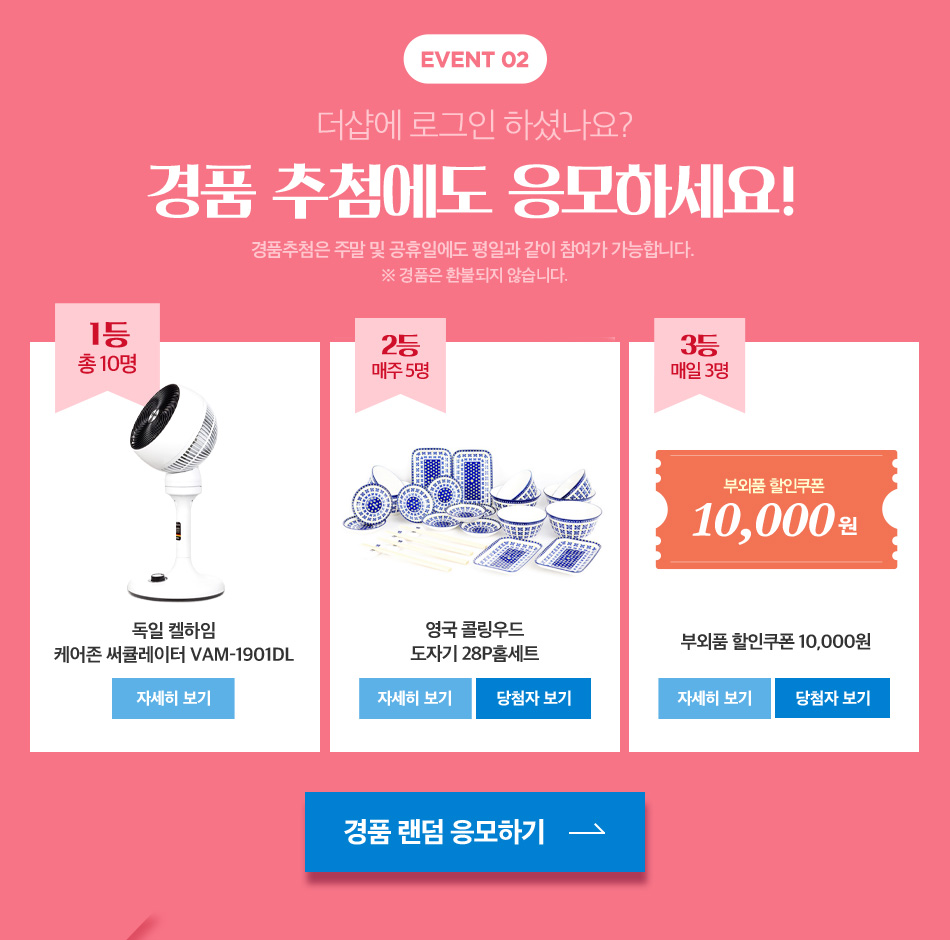 EVENT 02
더샵에 로그인 하셨나요?
경품 추첨에도 응모하세요!
경품추첨은 주말 및 공휴일에도 평일과 같이 참여가 가능합니다.
※ 경품은 환불되지 않습니다.
1등
총 10명
독일 켈하임
케어존 써큘레이터 VAM-1901DL
자세히 보기
2등
매주 5명
영국 콜링우드
도자기 28P홈세트
자세히 보기
당첨자 보기
3등
매일 3명
부외품 할인쿠폰
10,000원
부외품 할인쿠폰 10,000원
자세히 보기
당첨자 보기
경품 랜덤 응모하기